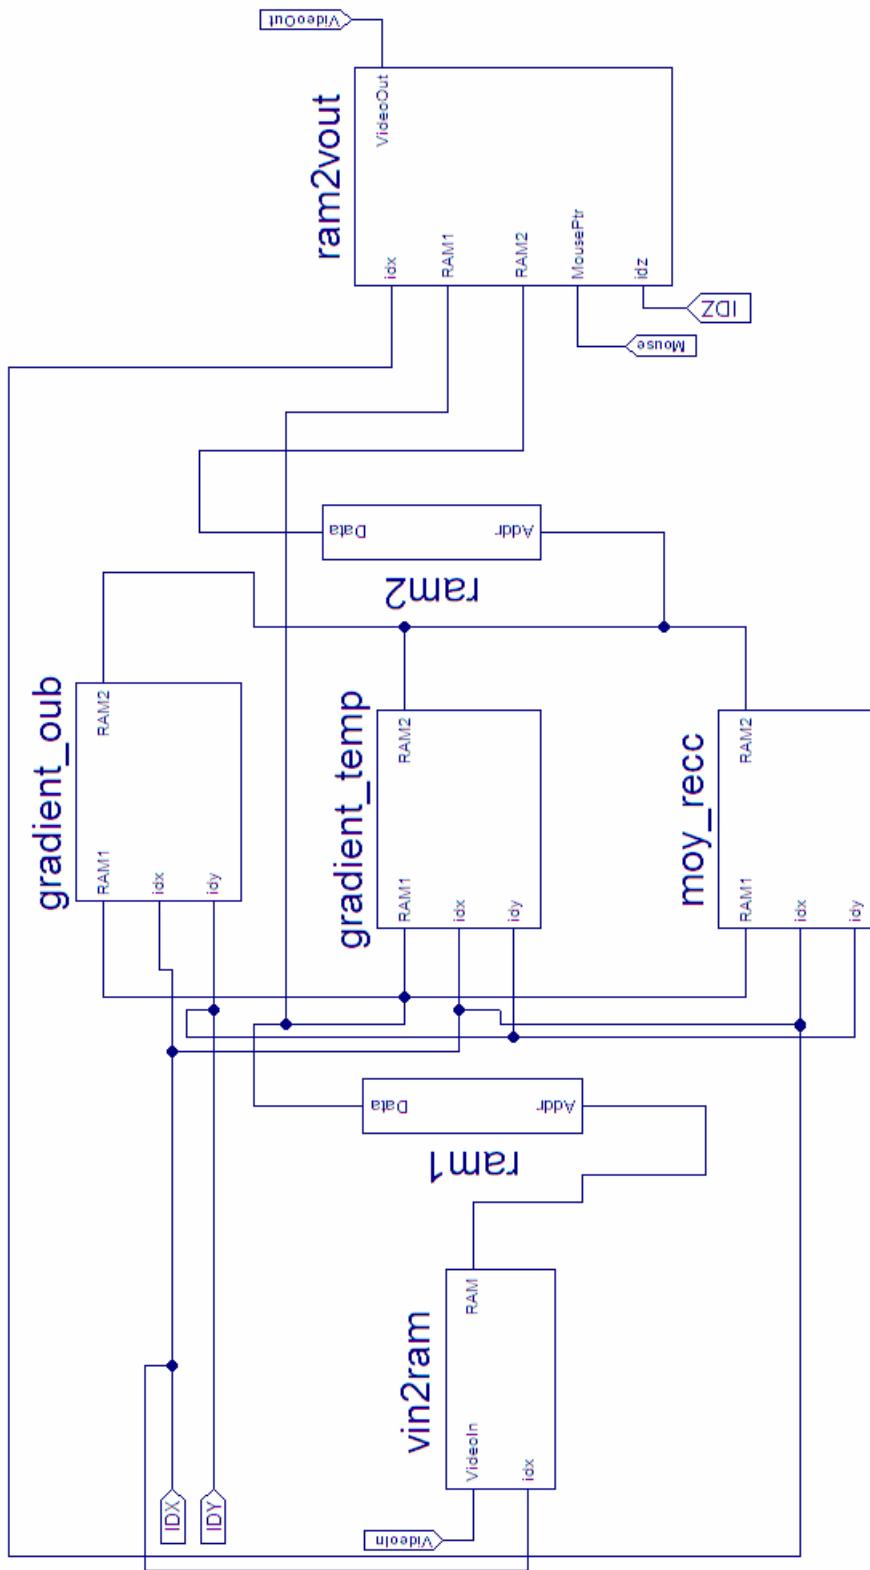 VideoOut
ram2vout
VideoOut
idx
RAM1
RAM2
MousePtr
idz
IDZ
Mouse
Data
Addr
ram2
gradient_oub
RAM2
RAM1
idx
idy
gradient_temp
RAM2
RAM1
idx
idy
moy_recc
RAM2
RAM1
idx
idy
Data
Addr
ram1
vin2ram
RAM
VideoIn
idx
IDX
IDY
VideoIn